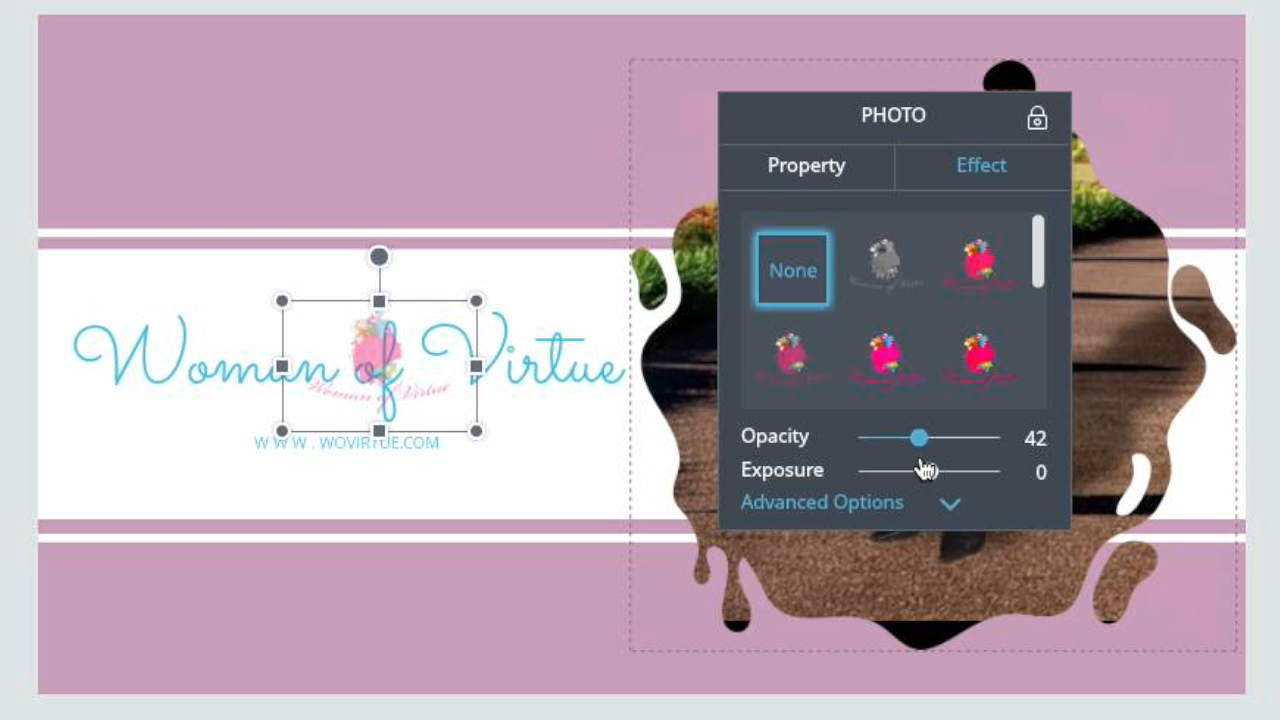 PHOTO
Property Effect
None
Opacity 42
Exposure 0
Advanced Options
Woman of Virtue
Woman of Virtue
WWW.WOVIRTUE.COM